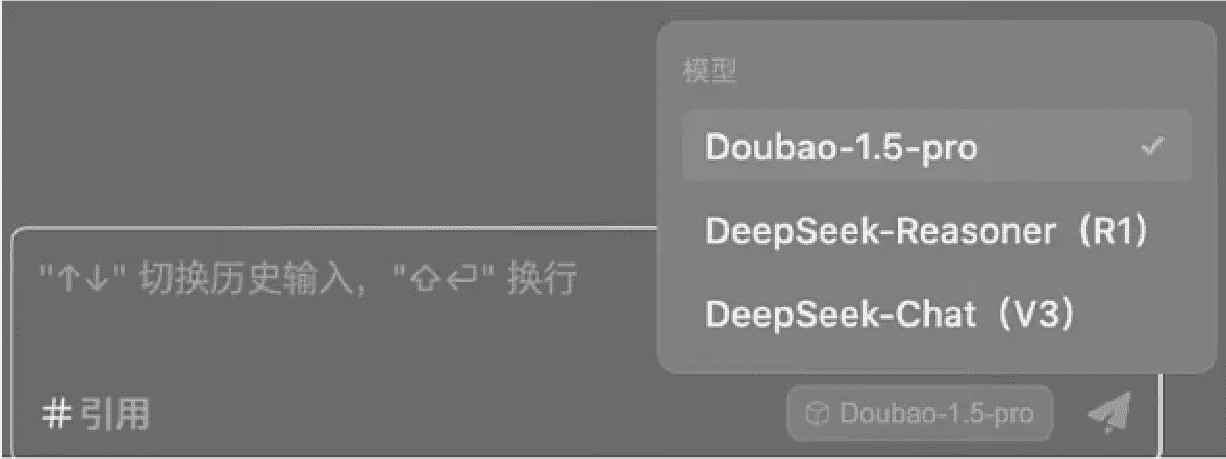 模型
Doubao-1.5-pro
DeepSeek-Reasoner（R1）
DeepSeek-Chat（V3）
"↑↓" 切换历史输入，"⇧⏎" 换行
# 引用
Doubao-1.5-pro